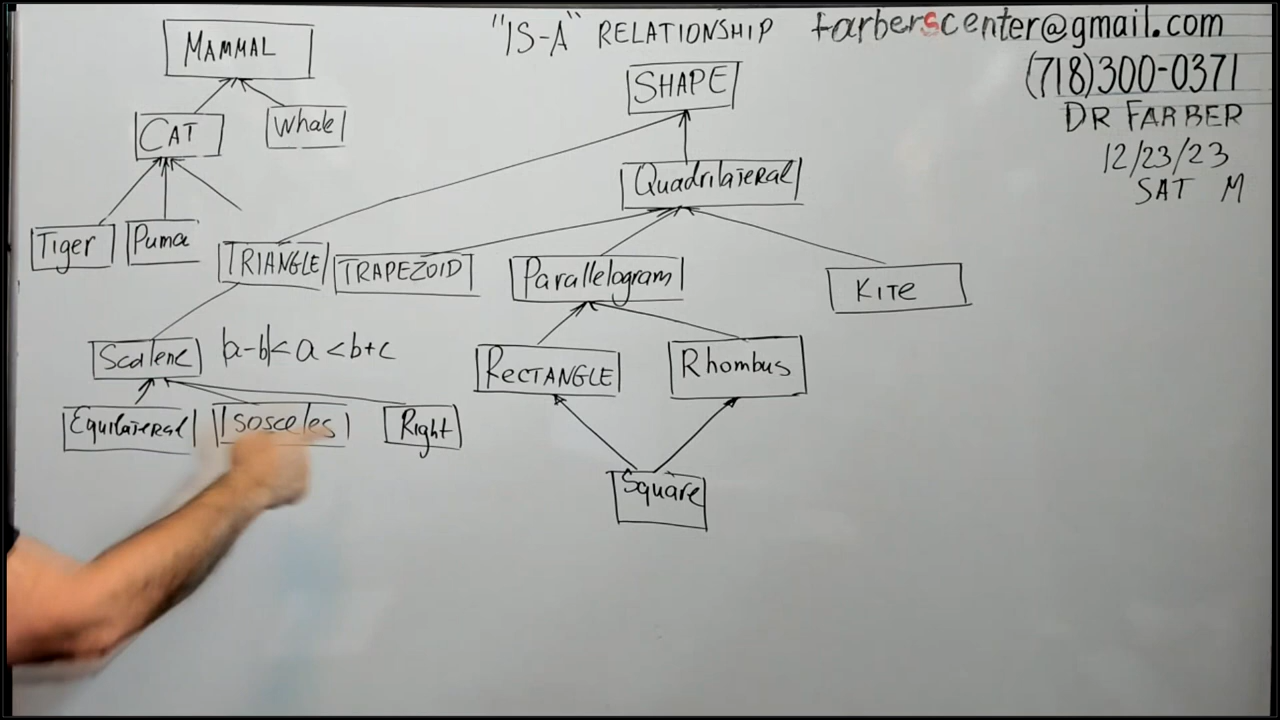 "IS-A" RELATIONSHIP
farberscenter@gmail.com
(718)300-0371
DR FARBER
12/23/23
SAT M
MAMMAL
CAT
Whale
Tiger
Puma
SHAPE
Quadrilateral
TRIANGLE
TRAPEZOID
Parallelogram
KITE
Scalene
|a-b|<a<b+c
RECTANGLE
Rhombus
Equilateral
Isosceles
Right
Square